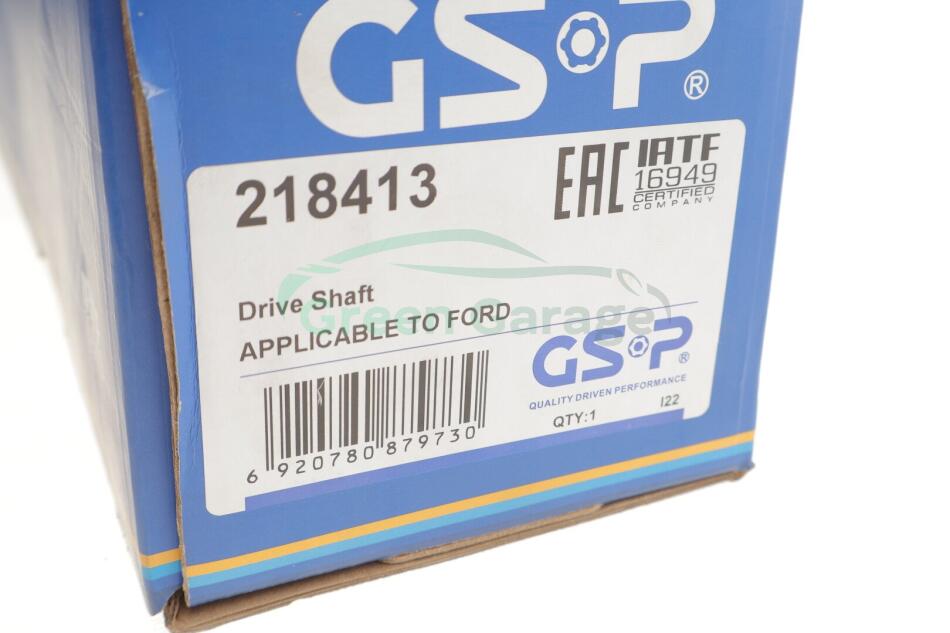 GSP®
218413
EAC
IATF
16949
CERTIFIED
COMPANY
Drive Shaft
Green Garage
APPLICABLE TO FORD
GSP®
QUALITY DRIVEN PERFORMANCE
QTY:1
I22
6 920780 879730